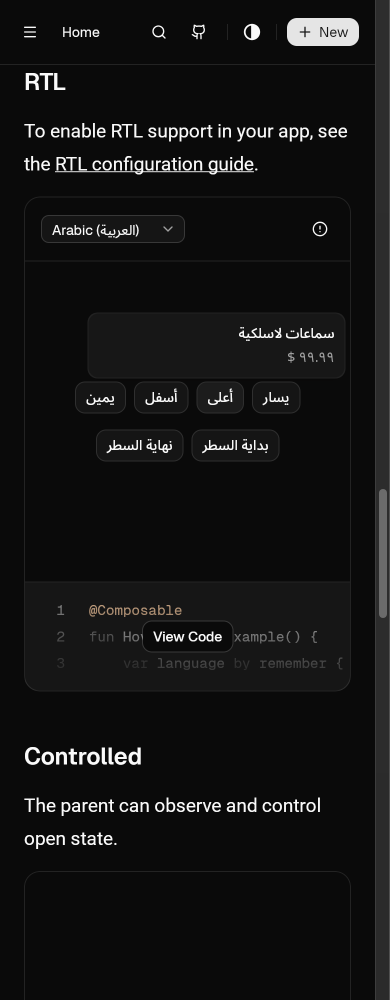 Home
New
RTL
To enable RTL support in your app, see
the RTL configuration guide.
Arabic (العربية)
سماعات لاسلكية
٩٩.٩٩ $
يسار
أعلى
أسفل
يمين
بداية السطر
نهاية السطر
1 @Composable
2 fun Ho xample() {
View Code
3 var language by remember {
Controlled
The parent can observe and control
open state.